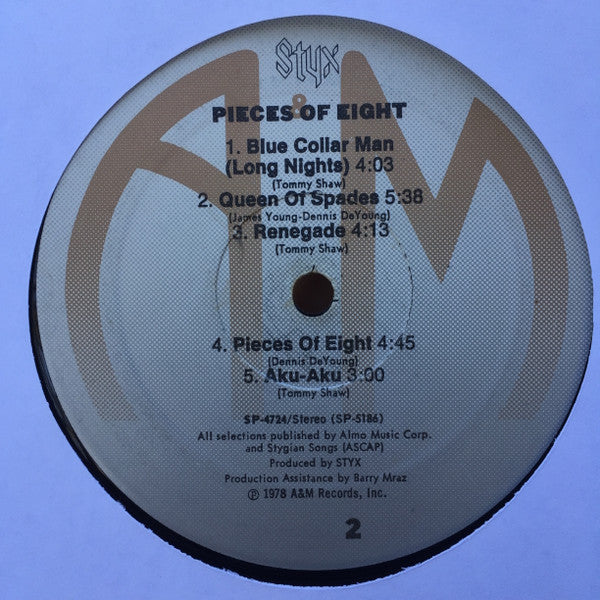 Styx
A&M
PIECES OF EIGHT
1. Blue Collar Man
(Long Nights) 4:03
(Tommy Shaw)
2. Queen Of Spades 5:38
(James Young-Dennis DeYoung)
3. Renegade 4:13
(Tommy Shaw)
4. Pieces Of Eight 4:45
(Dennis DeYoung)
5. Aku-Aku 3:00
(Tommy Shaw)
SP-4724/Stereo (SP-5186)
All selections published by Almo Music Corp.
and Stygian Songs (ASCAP)
Produced by STYX
Production Assistance by Barry Mraz
℗ 1978 A&M Records, Inc.
2